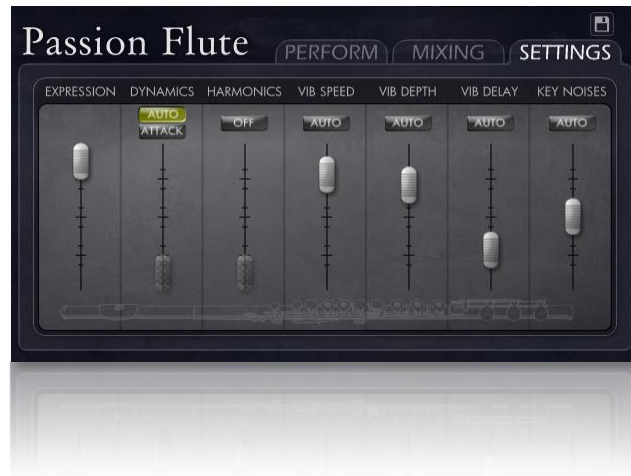 Passion Flute
PERFORM MIXING SETTINGS
EXPRESSION DYNAMICS HARMONICS VIB SPEED VIB DEPTH VIB DELAY KEY NOISES
AUTO OFF AUTO AUTO AUTO AUTO
ATTACK